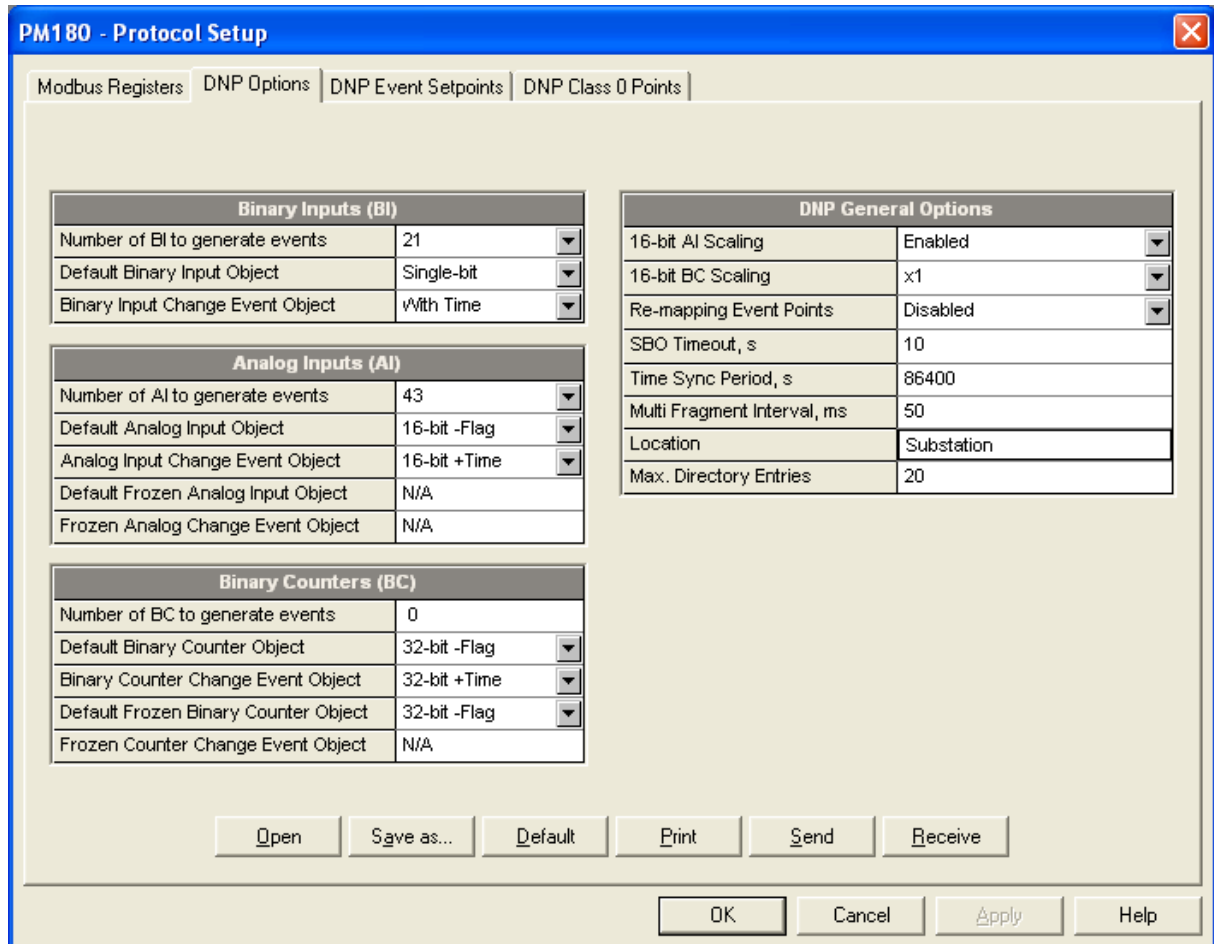 PM180 - Protocol Setup
Modbus Registers DNP Options DNP Event Setpoints DNP Class 0 Points
Binary Inputs (BI)
Number of BI to generate events 21
Default Binary Input Object Single-bit
Binary Input Change Event Object With Time
Analog Inputs (AI)
Number of AI to generate events 43
Default Analog Input Object 16-bit -Flag
Analog Input Change Event Object 16-bit +Time
Default Frozen Analog Input Object N/A
Frozen Analog Change Event Object N/A
Binary Counters (BC)
Number of BC to generate events 0
Default Binary Counter Object 32-bit -Flag
Binary Counter Change Event Object 32-bit +Time
Default Frozen Binary Counter Object 32-bit -Flag
Frozen Counter Change Event Object N/A
DNP General Options
16-bit AI Scaling Enabled
16-bit BC Scaling x1
Re-mapping Event Points Disabled
SBO Timeout, s 10
Time Sync Period, s 86400
Multi Fragment Interval, ms 50
Location Substation
Max. Directory Entries 20
Open Save as... Default Print Send Receive
OK Cancel Apply Help